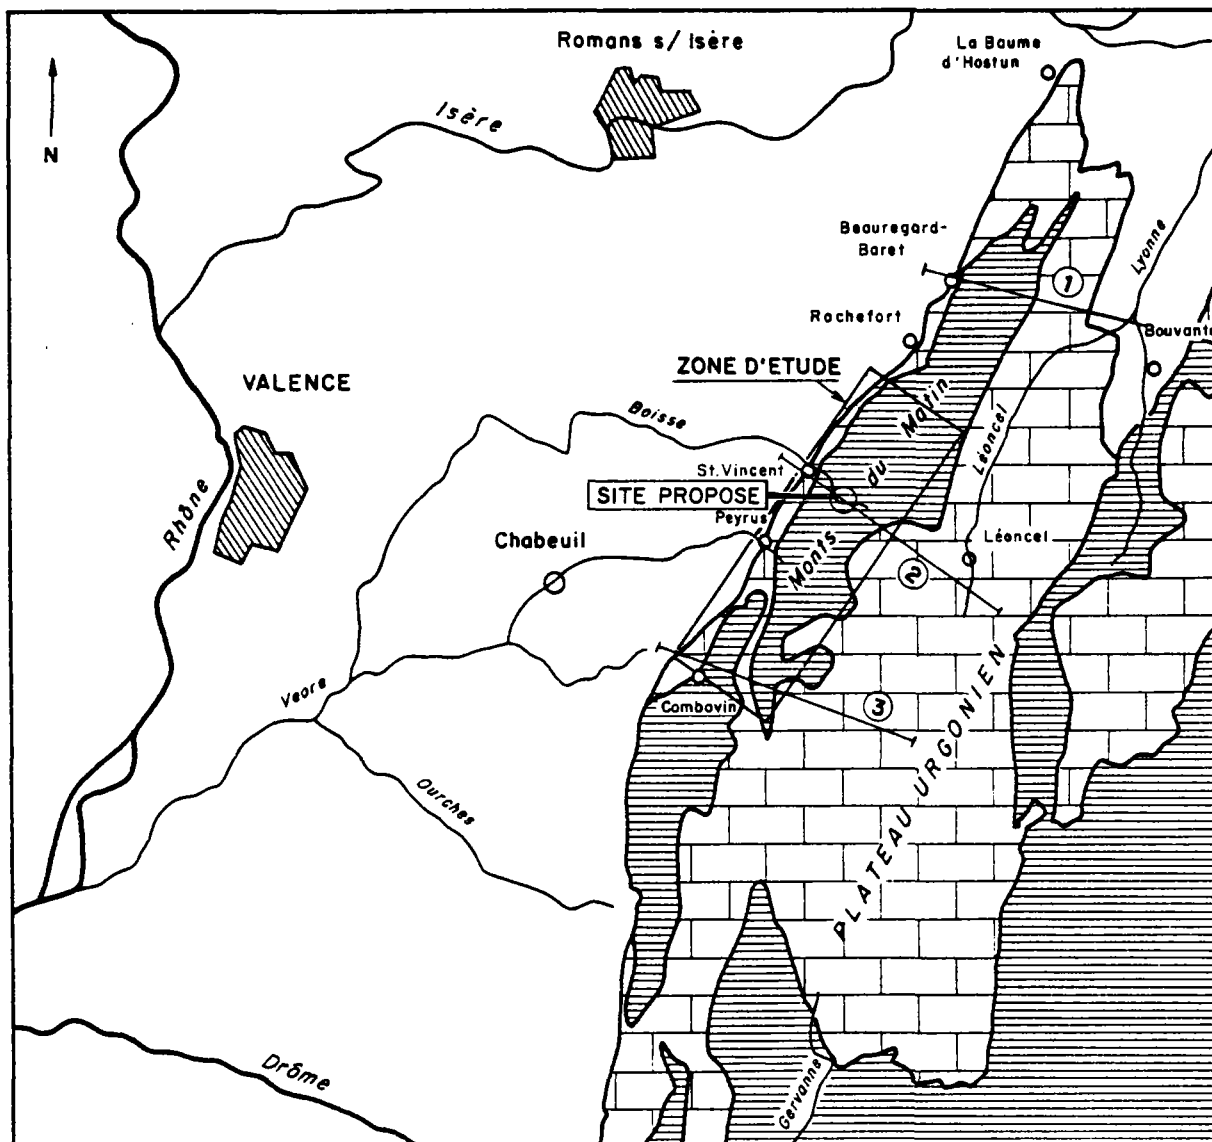 Romans s/ Isère
La Baume
d'Hostun
Isère
N
Beauregard-
Baret
Lyonne
1
Rochefort
Bouvante
ZONE D'ETUDE
VALENCE
Matin
Boisse
Léoncel
St. Vincent
du
SITE PROPOSE
Rhône
Peyrus
Chabeuil
Léoncel
Monts
2
Veore
Combovin
3
PLATEAU URGONIEN
Ourches
Drôme
Gervanne